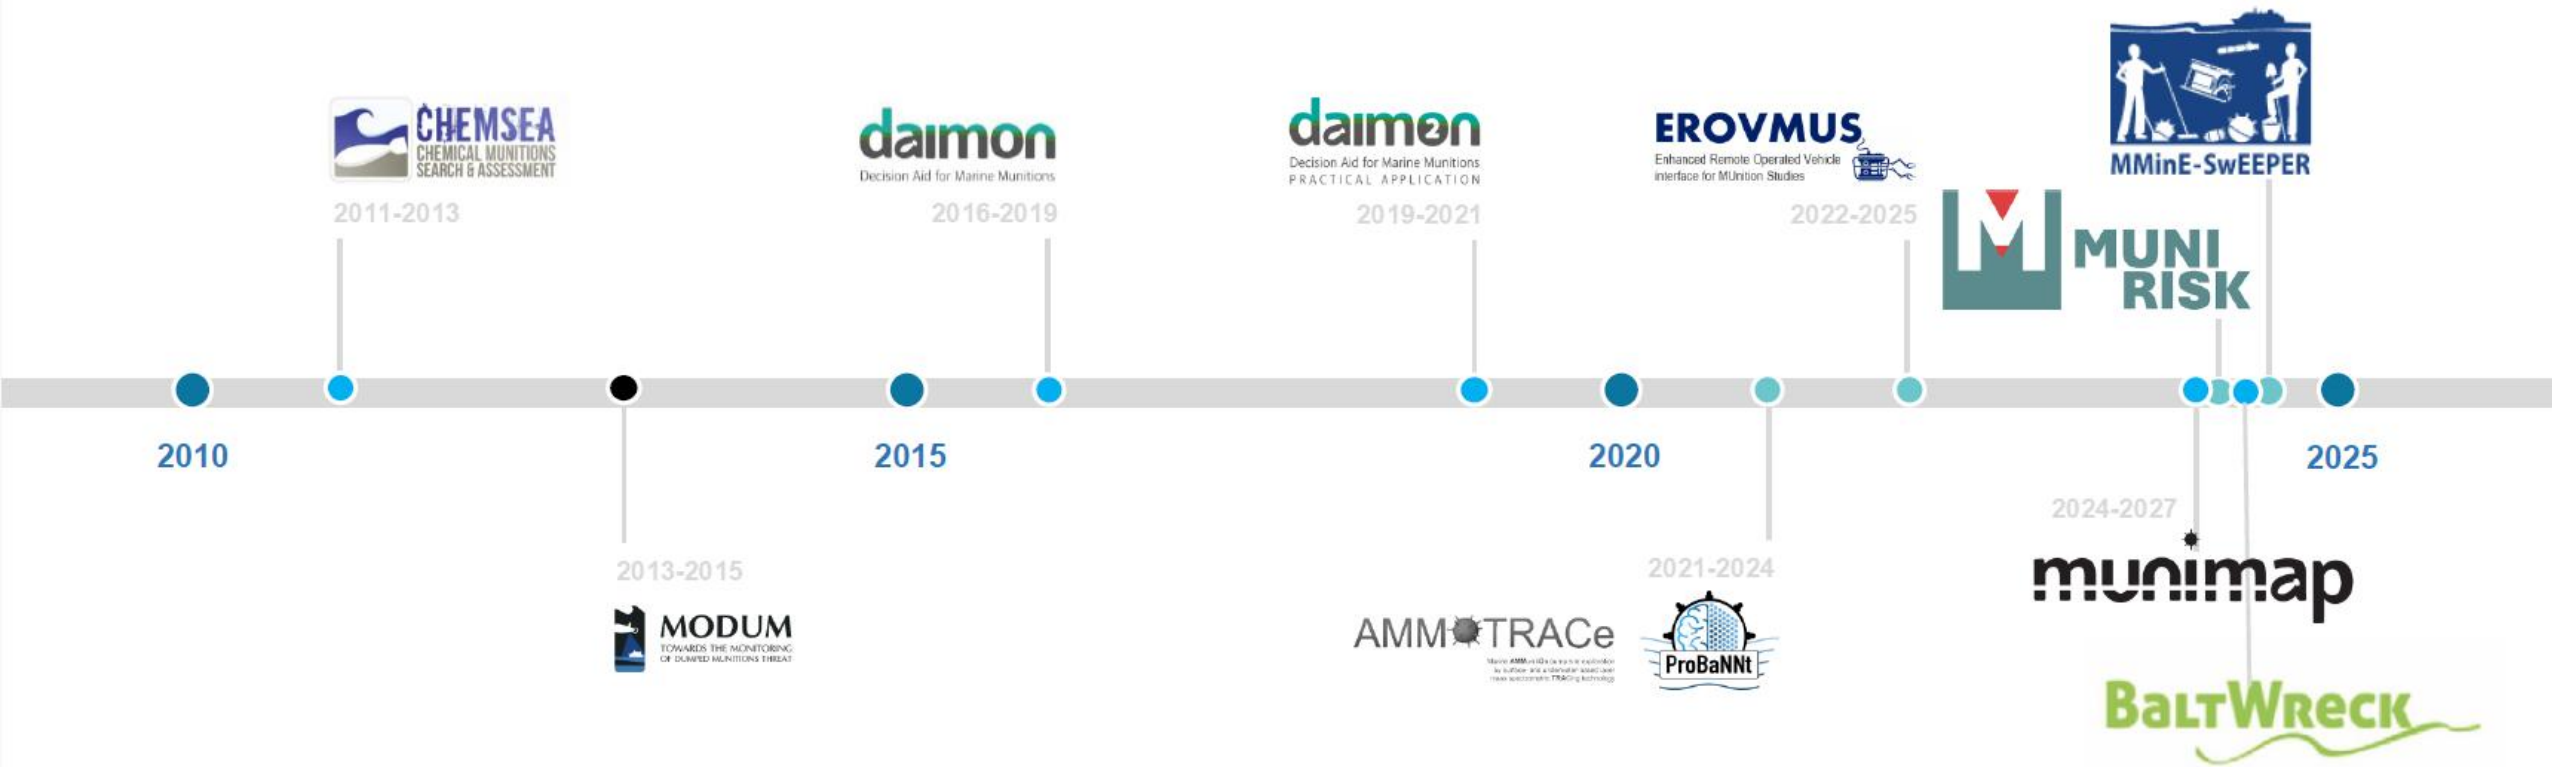 CHEMSEA
CHEMICAL MUNITIONS
SEARCH & ASSESSMENT
2011-2013
daimon
Decision Aid for Marine Munitions
2016-2019
daim2n
Decision Aid for Marine Munitions
PRACTICAL APPLICATION
2019-2021
EROVMUS
Enhanced Remote Operated Vehicle
interface for MUnition Studies
2022-2025
MUNI
RISK
MMinE-SwEEPER
2010
2015
2020
2025
2013-2015
MODUM
TOWARDS THE MONITORING
OF DUMPED MUNITIONS THREAT
2021-2024
AMMOTRACe
ProBaNNt
2024-2027
munimap
BaLTWRecK